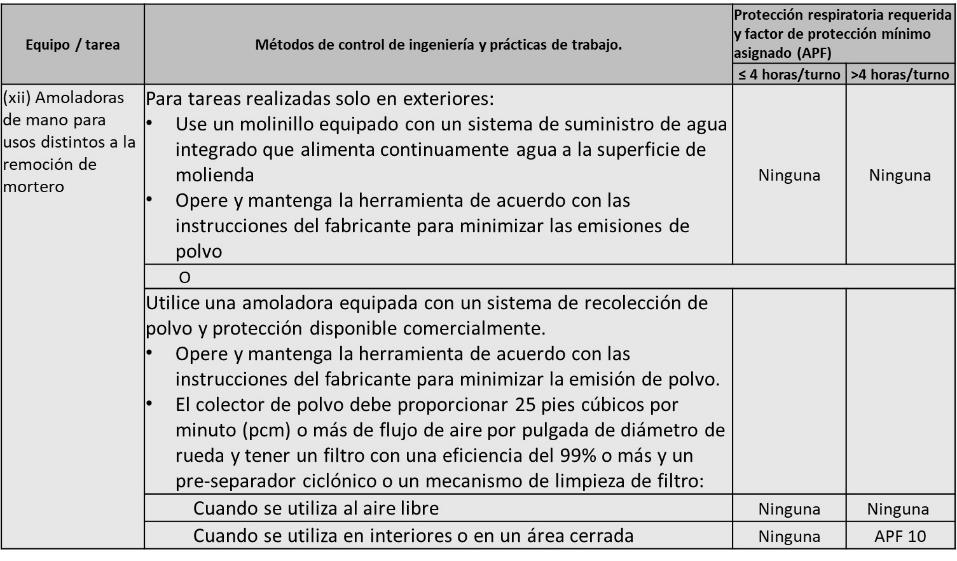 Equipo / tarea
Métodos de control de ingeniería y prácticas de trabajo.
Protección respiratoria requerida
y factor de protección mínimo
asignado (APF)
≤ 4 horas/turno >4 horas/turno
(xii) Amoladoras
de mano para
usos distintos a la
remoción de
mortero
Para tareas realizadas solo en exteriores:
• Use un molinillo equipado con un sistema de suministro de agua
integrado que alimenta continuamente agua a la superficie de
molienda
• Opere y mantenga la herramienta de acuerdo con las
instrucciones del fabricante para minimizar las emisiones de
polvo
Ninguna Ninguna
O
Utilice una amoladora equipada con un sistema de recolección de
polvo y protección disponible comercialmente.
• Opere y mantenga la herramienta de acuerdo con las
instrucciones del fabricante para minimizar la emisión de polvo.
• El colector de polvo debe proporcionar 25 pies cúbicos por
minuto (pcm) o más de flujo de aire por pulgada de diámetro de
rueda y tener un filtro con una eficiencia del 99% o más y un
pre-separador ciclónico o un mecanismo de limpieza de filtro:
Cuando se utiliza al aire libre Ninguna Ninguna
Cuando se utiliza en interiores o en un área cerrada Ninguna APF 10